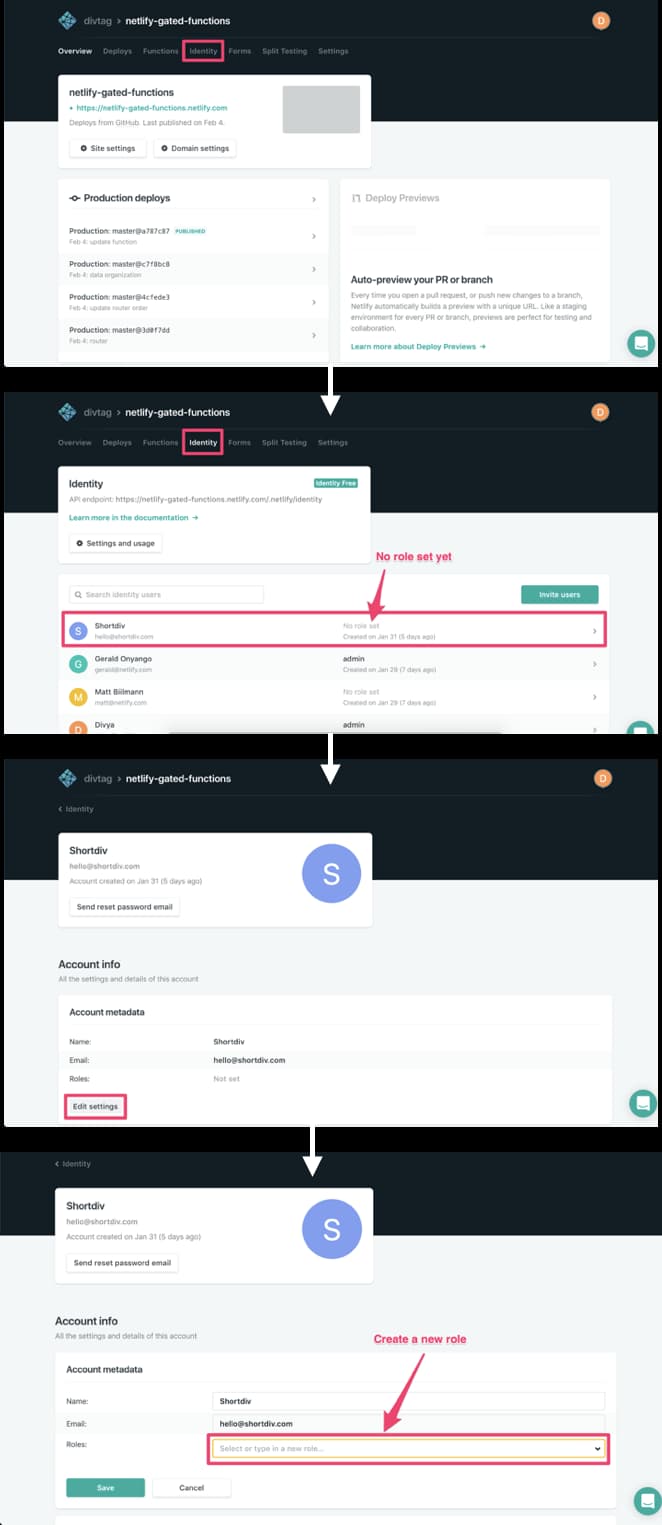 divtag > netlify-gated-functions
D
Overview Deploys Functions Identity Forms Split Testing Settings
netlify-gated-functions
• https://netlify-gated-functions.netlify.com
Deploys from GitHub. Last published on Feb 4.
Site settings Domain settings
Production deploys
Production: master@a787c87 PUBLISHED
Feb 4: update function
Production: master@c7f8bc8
Feb 4: data organization
Production: master@4cfede3
Feb 4: update router order
Production: master@3d0f7dd
Feb 4: router
Deploy Previews
Auto-preview your PR or branch
Every time you open a pull request, or push new changes to a branch,
Netlify automatically builds a preview with a unique URL. Like a staging
environment for every PR or branch, previews are perfect for testing and
collaboration.
Learn more about Deploy Previews →
divtag > netlify-gated-functions
D
Overview Deploys Functions Identity Forms Split Testing Settings
Identity Identity Free
API endpoint: https://netlify-gated-functions.netlify.com/.netlify/identity
Learn more in the documentation →
Settings and usage
No role set yet
Search identity users Invite users
S Shortdiv No role set
hello@shortdiv.com Created on Jan 31 (5 days ago)
G Gerald Onyango admin
gerald@netlify.com Created on Jan 29 (7 days ago)
M Matt Biilmann No role set
matt@netlify.com Created on Jan 29 (7 days ago)
D Divya admin
divtag > netlify-gated-functions
D
< Identity
Shortdiv
hello@shortdiv.com
Account created on Jan 31 (5 days ago)
Send reset password email
S
Account info
All the settings and details of this account
Account metadata
Name: Shortdiv
Email: hello@shortdiv.com
Roles: Not set
Edit settings
< Identity
Shortdiv
hello@shortdiv.com
Account created on Jan 31 (5 days ago)
Send reset password email
S
Account info
All the settings and details of this account
Create a new role
Account metadata
Name: Shortdiv
Email: hello@shortdiv.com
Roles: Select or type in a new role...
Save Cancel